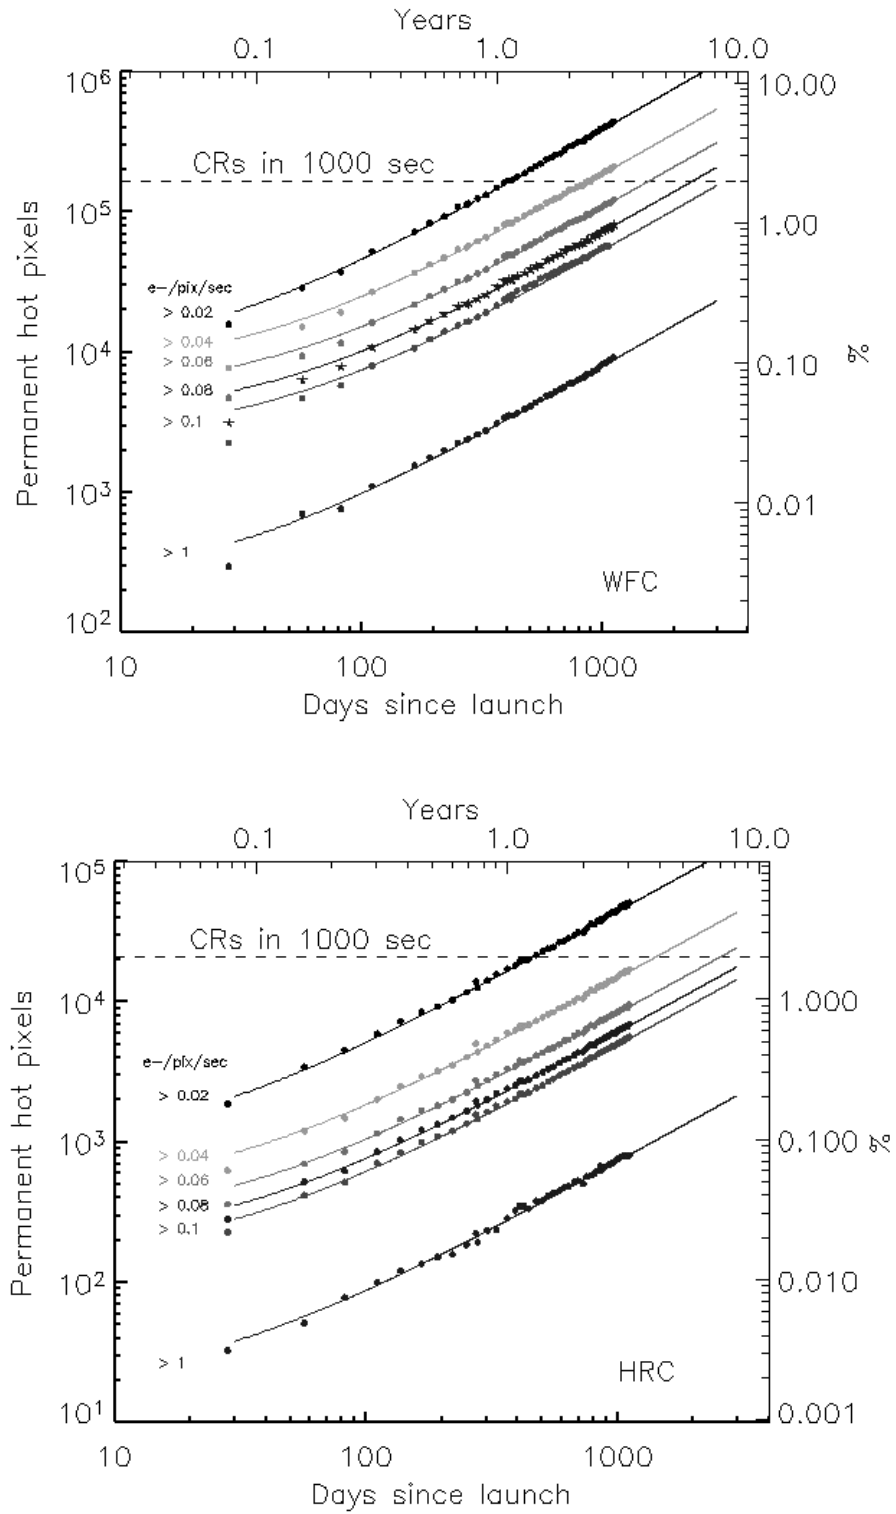 Years
0.1 1.0 10.0
10^6 10.00
CRs in 1000 sec
10^5 1.00
e-/pix/sec
> 0.02
> 0.04
> 0.06
10^4 0.10
> 0.08
> 0.1
10^3 0.01
> 1
WFC
10^2
10 100 1000
Days since launch
Permanent hot pixels
%
Years
0.1 1.0 10.0
10^5
CRs in 1000 sec
10^4 1.000
e-/pix/sec
> 0.02
10^3 0.100
> 0.04
> 0.06
> 0.08
> 0.1
10^2 0.010
> 1
HRC
10^1 0.001
10 100 1000
Days since launch
Permanent hot pixels
%